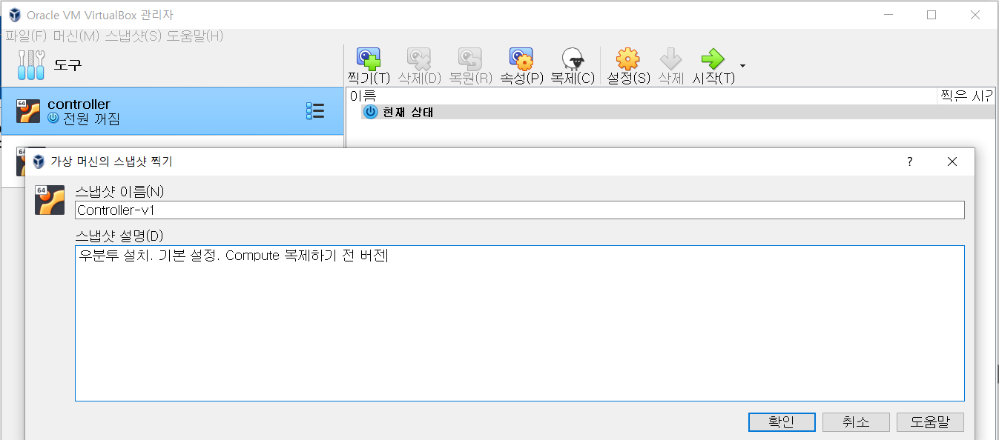 Oracle VM VirtualBox 관리자
파일(F) 머신(M) 스냅샷(S) 도움말(H)
도구
찍기(T) 삭제(D) 복원(R) 속성(P) 복제(C) 설정(S) 삭제 시작(T)
64 controller
전원 꺼짐
이름 찍은 시간
현재 상태
64
가상 머신의 스냅샷 찍기 ?
64
스냅샷 이름(N)
Controller-v1
스냅샷 설명(D)
우분투 설치. 기본 설정. Compute 복제하기 전 버전
확인 취소 도움말